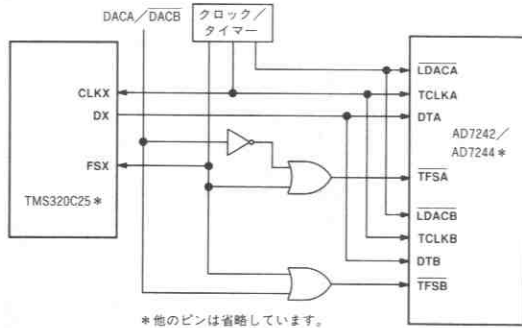 DACA／DACB
クロック／
タイマー
CLKX
DX
FSX
TMS320C25＊
LDACA
TCLKA
DTA
AD7242／
AD7244＊
TFSA
LDACB
TCLKB
DTB
TFSB
＊他のピンは省略しています。